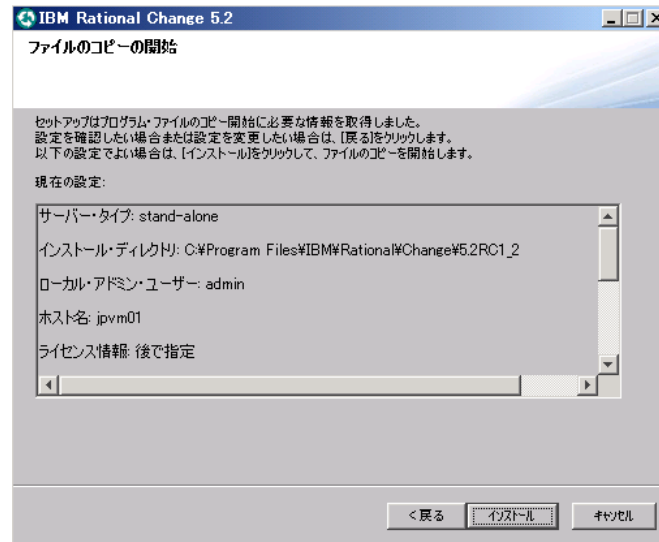 IBM Rational Change 5.2
ファイルのコピーの開始
セットアップはプログラム・ファイルのコピー開始に必要な情報を取得しました。
設定を確認したい場合または設定を変更したい場合は、[戻る]をクリックします。
以下の設定でよい場合は、[インストール]をクリックして、ファイルのコピーを開始します。
現在の設定:
サーバー・タイプ: stand-alone
インストール・ディレクトリ: C:¥Program Files¥IBM¥Rational¥Change¥5.2RC1_2
ローカル・アドミン・ユーザー: admin
ホスト名: jpvm01
ライセンス情報: 後で指定
<戻る インストール キャンセル